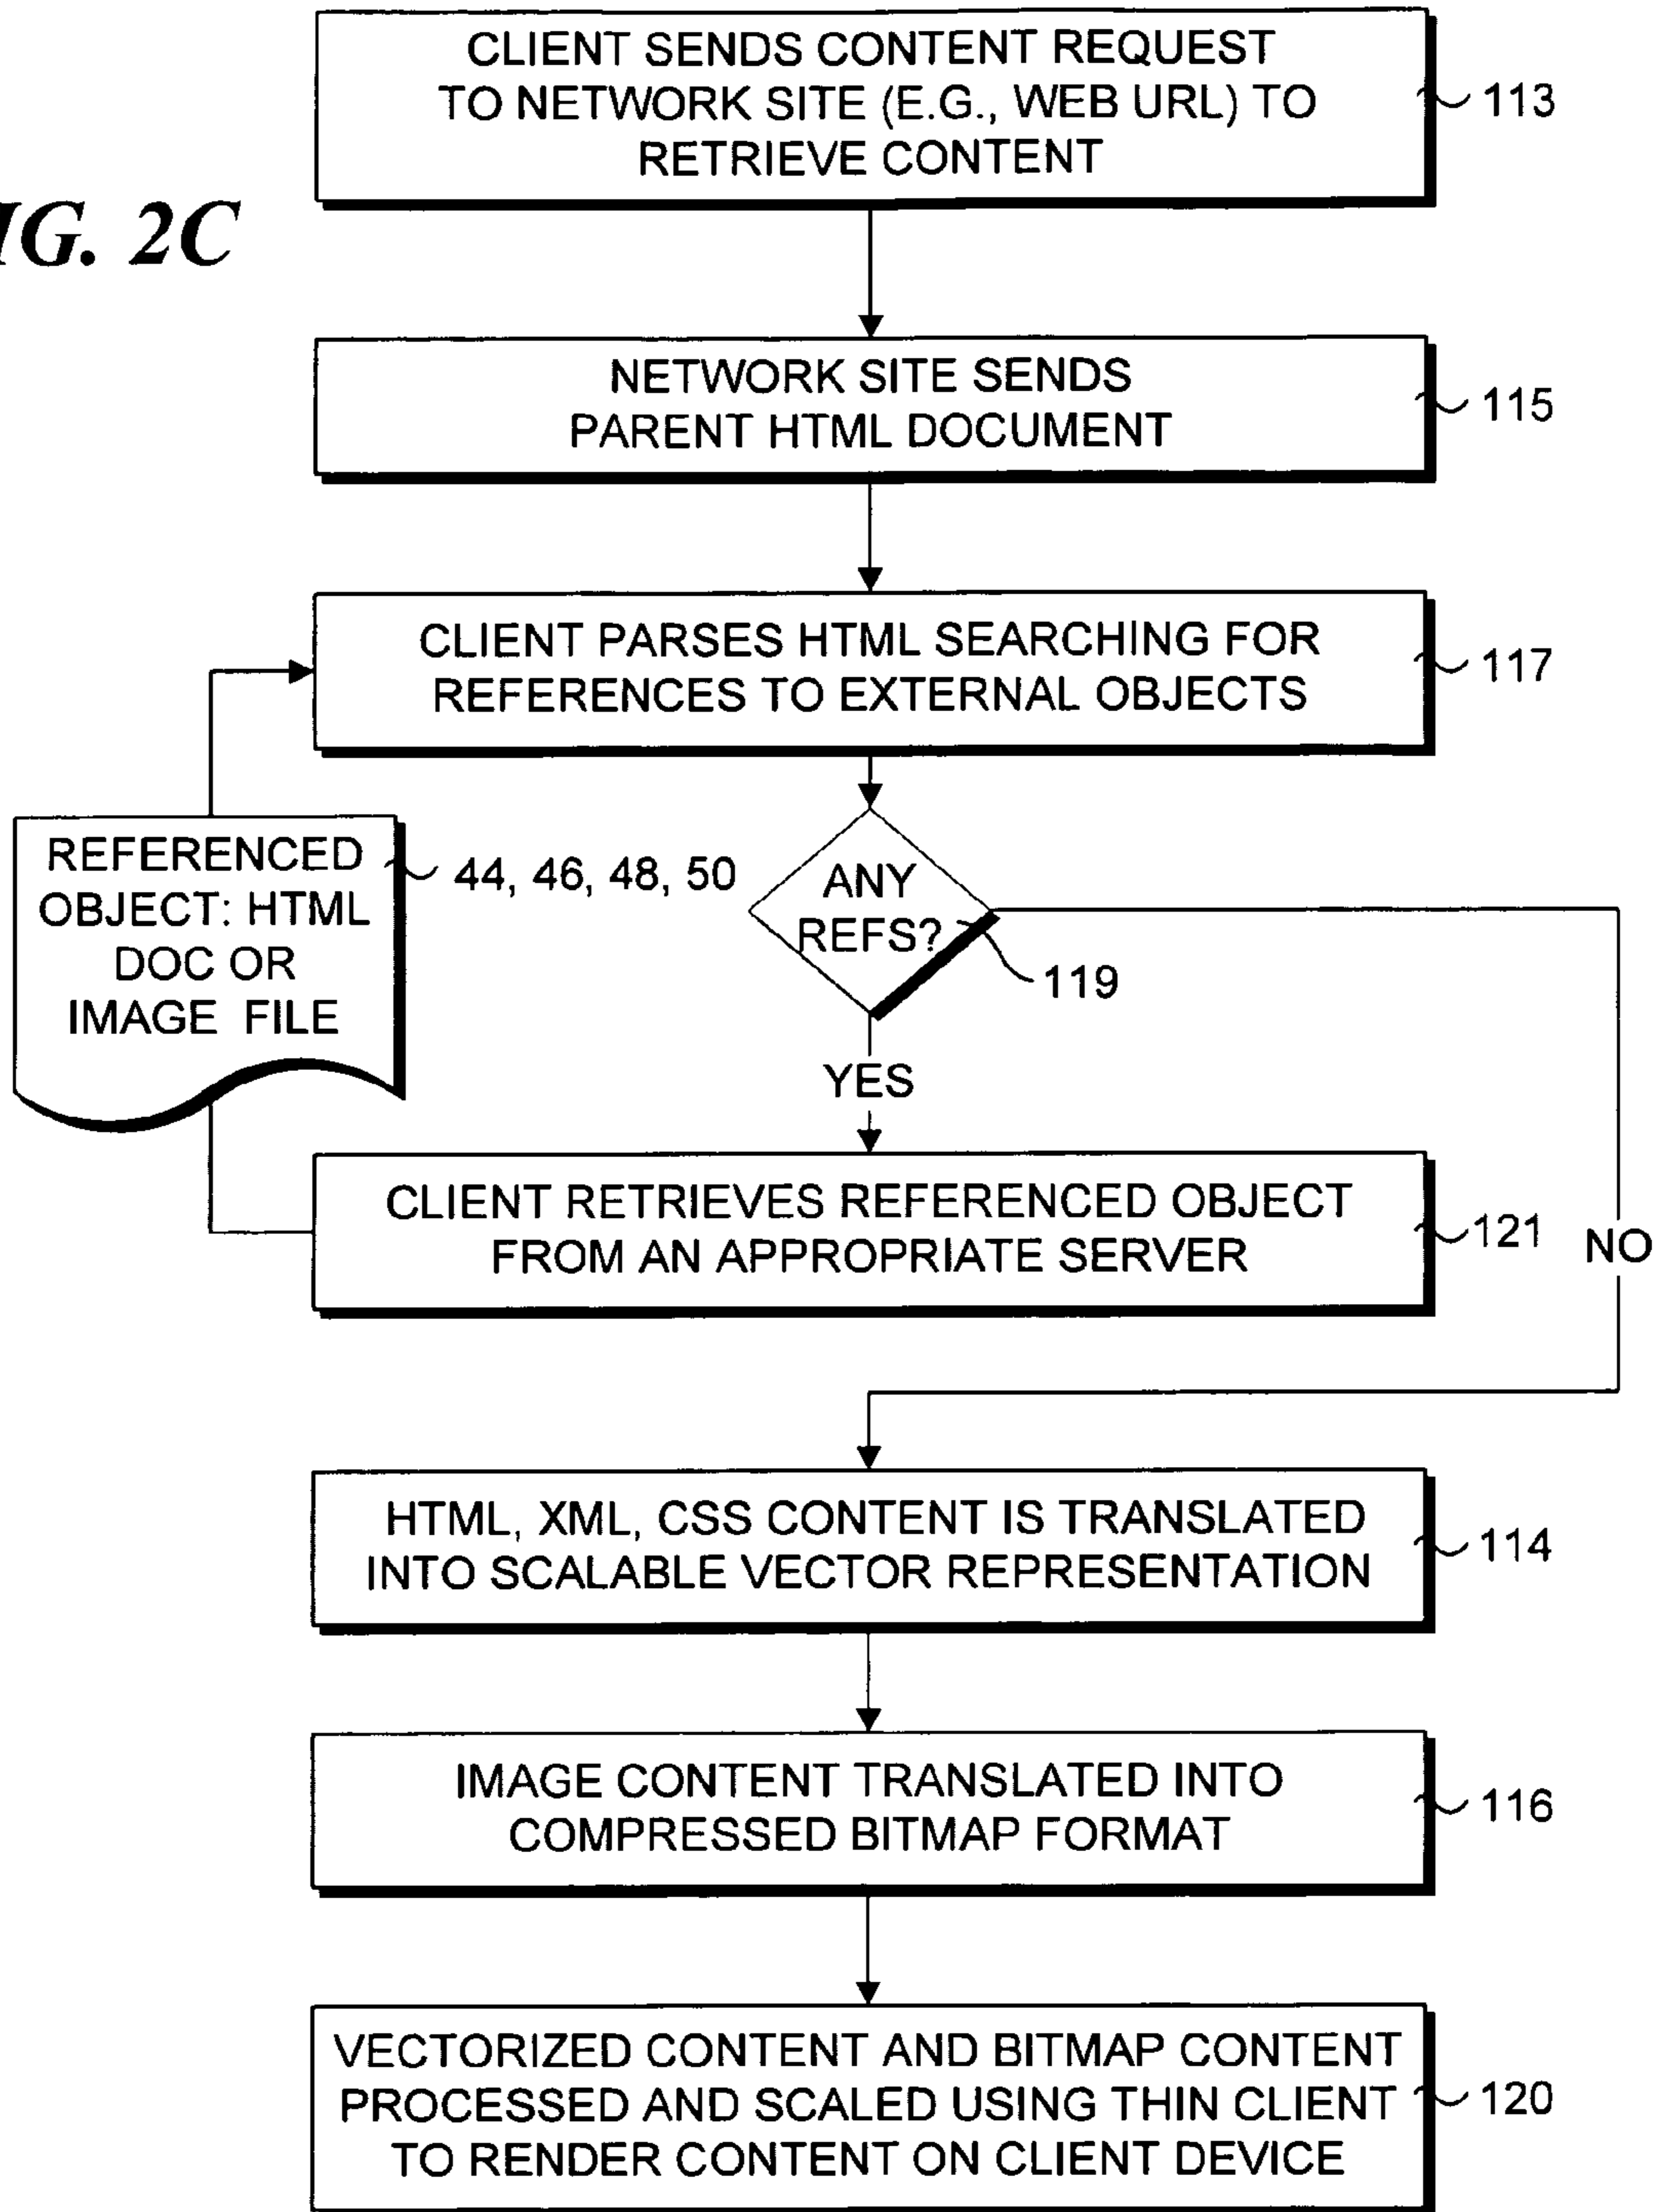 CLIENT SENDS CONTENT REQUEST
TO NETWORK SITE (E.G., WEB URL) TO
RETRIEVE CONTENT
113
IG. 2C
NETWORK SITE SENDS
PARENT HTML DOCUMENT
115
CLIENT PARSES HTML SEARCHING FOR
REFERENCES TO EXTERNAL OBJECTS
117
REFERENCED
OBJECT: HTML
DOC OR
IMAGE FILE
44, 46, 48, 50
ANY
REFS?
119
YES
CLIENT RETRIEVES REFERENCED OBJECT
FROM AN APPROPRIATE SERVER
121
NO
HTML, XML, CSS CONTENT IS TRANSLATED
INTO SCALABLE VECTOR REPRESENTATION
114
IMAGE CONTENT TRANSLATED INTO
COMPRESSED BITMAP FORMAT
116
VECTORIZED CONTENT AND BITMAP CONTENT
PROCESSED AND SCALED USING THIN CLIENT
TO RENDER CONTENT ON CLIENT DEVICE
120